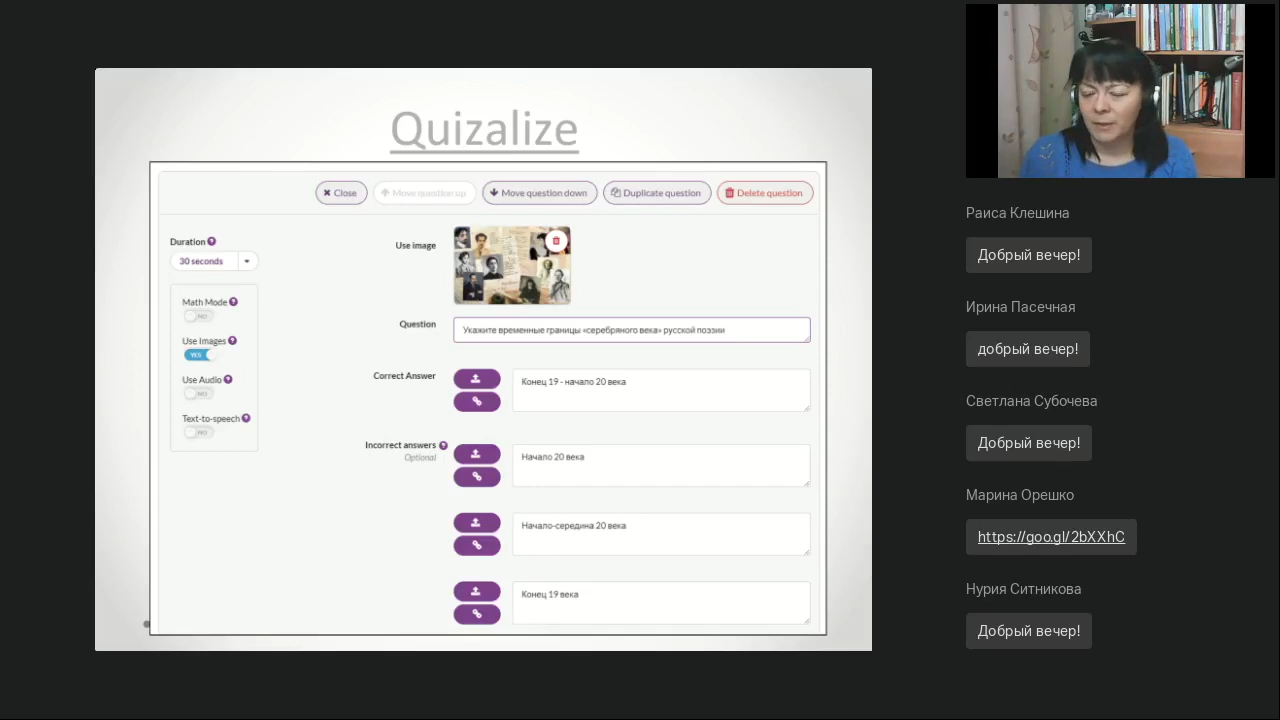 Quizalize
Close
Move question up
Move question down
Duplicate question
Delete question
Duration
30 seconds
Math Mode
NO
Use Images
YES
Use Audio
NO
Text-to-speech
NO
Use image
Question
Укажите временные границы «серебряного века» русской поэзии
Correct Answer
Конец 19 - начало 20 века
Incorrect answers
Optional
Начало 20 века
Начало-середина 20 века
Конец 19 века
Раиса Клешина
Добрый вечер!
Ирина Пасечная
добрый вечер!
Светлана Субочева
Добрый вечер!
Марина Орешко
https://goo.gl/2bXXhC
Нурия Ситникова
Добрый вечер!